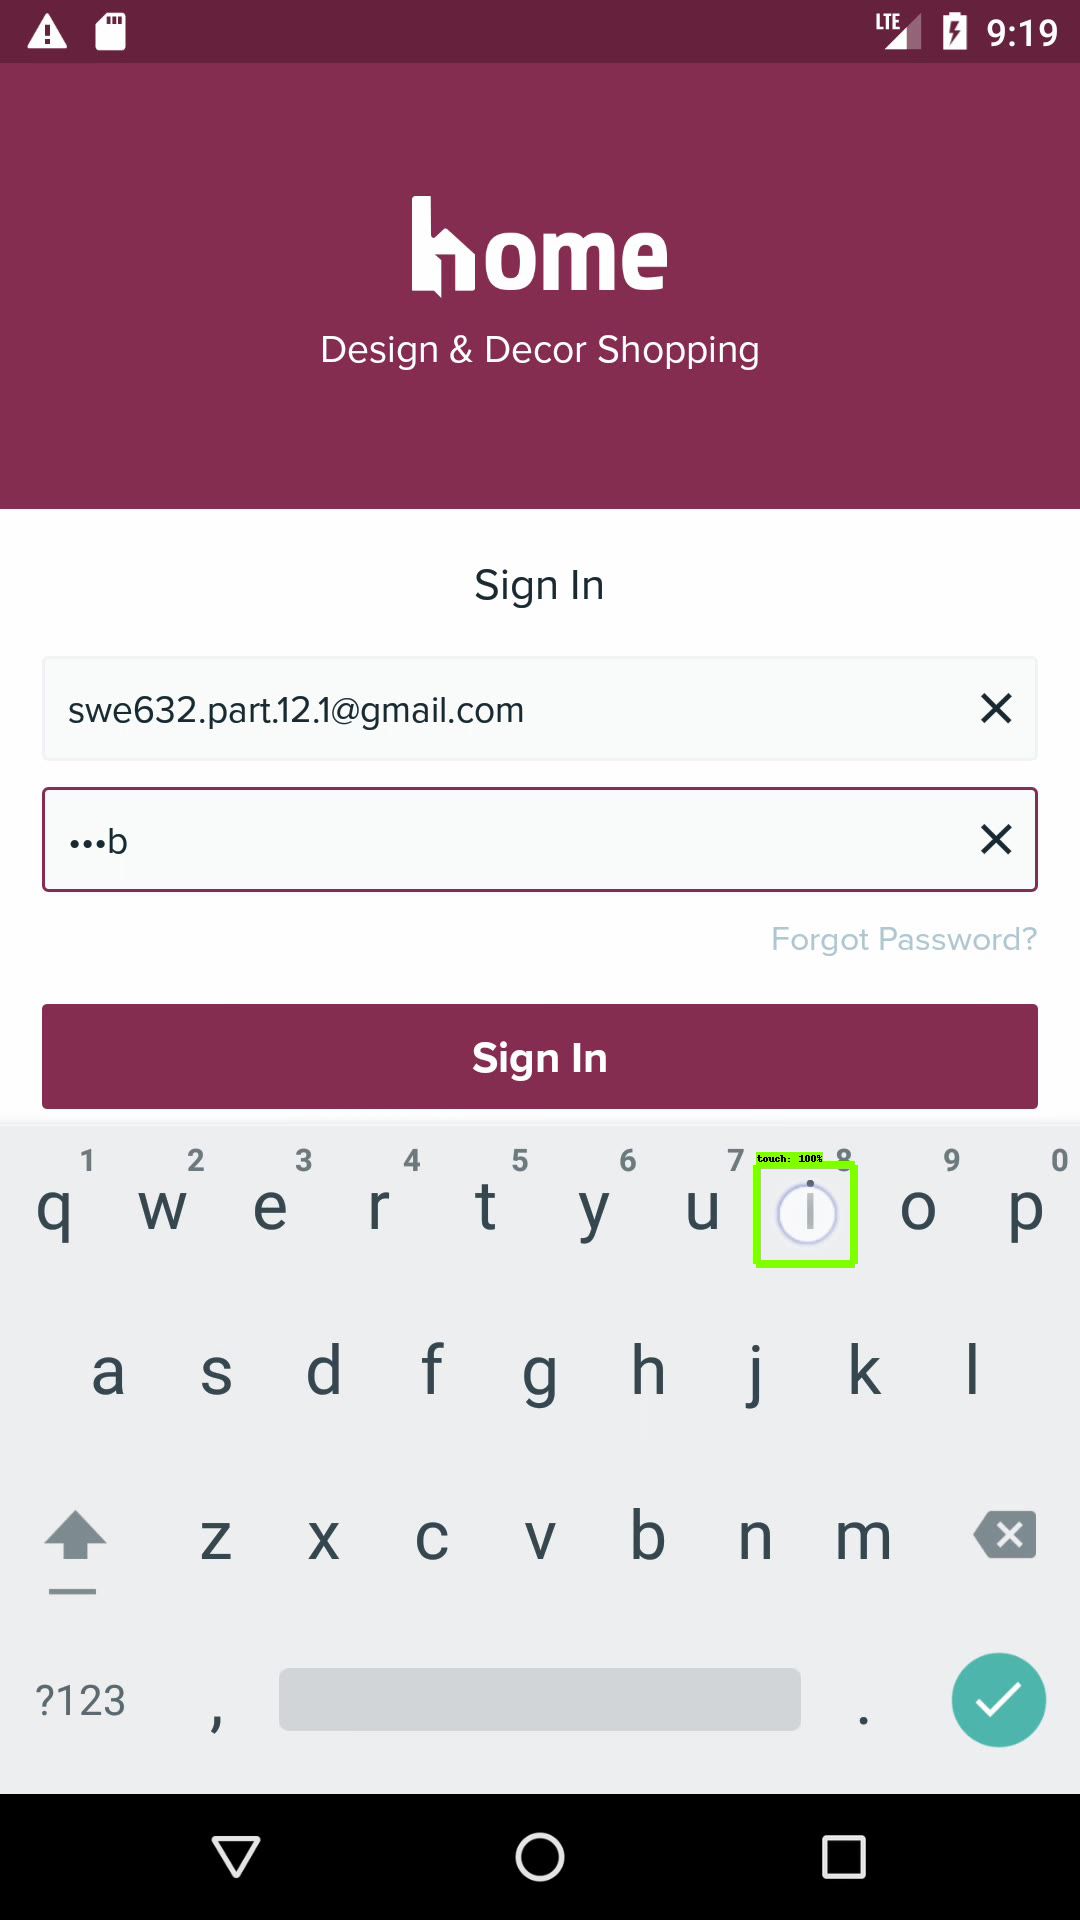 LTE 9:19
home
Design & Decor Shopping
Sign In
swe632.part.12.1@gmail.com
•••b
Forgot Password?
Sign In
1 2 3 4 5 6 7 8 9 0
touch: 100%
q w e r t y u i o p
a s d f g h j k l
z x c v b n m
?123 , .